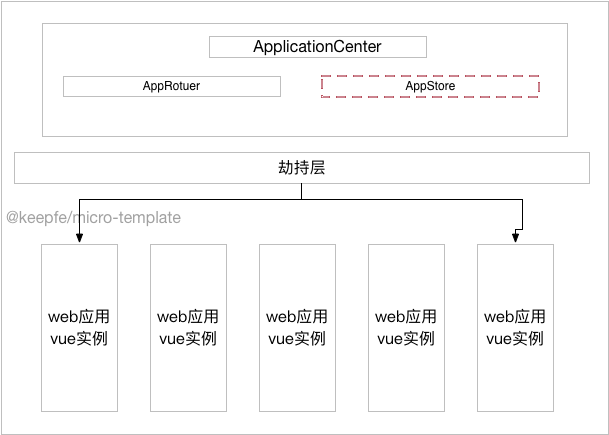 ApplicationCenter
AppRotuer
AppStore
劫持层
@keepfe/micro-template
web应用
vue实例
web应用
vue实例
web应用
vue实例
web应用
vue实例
web应用
vue实例